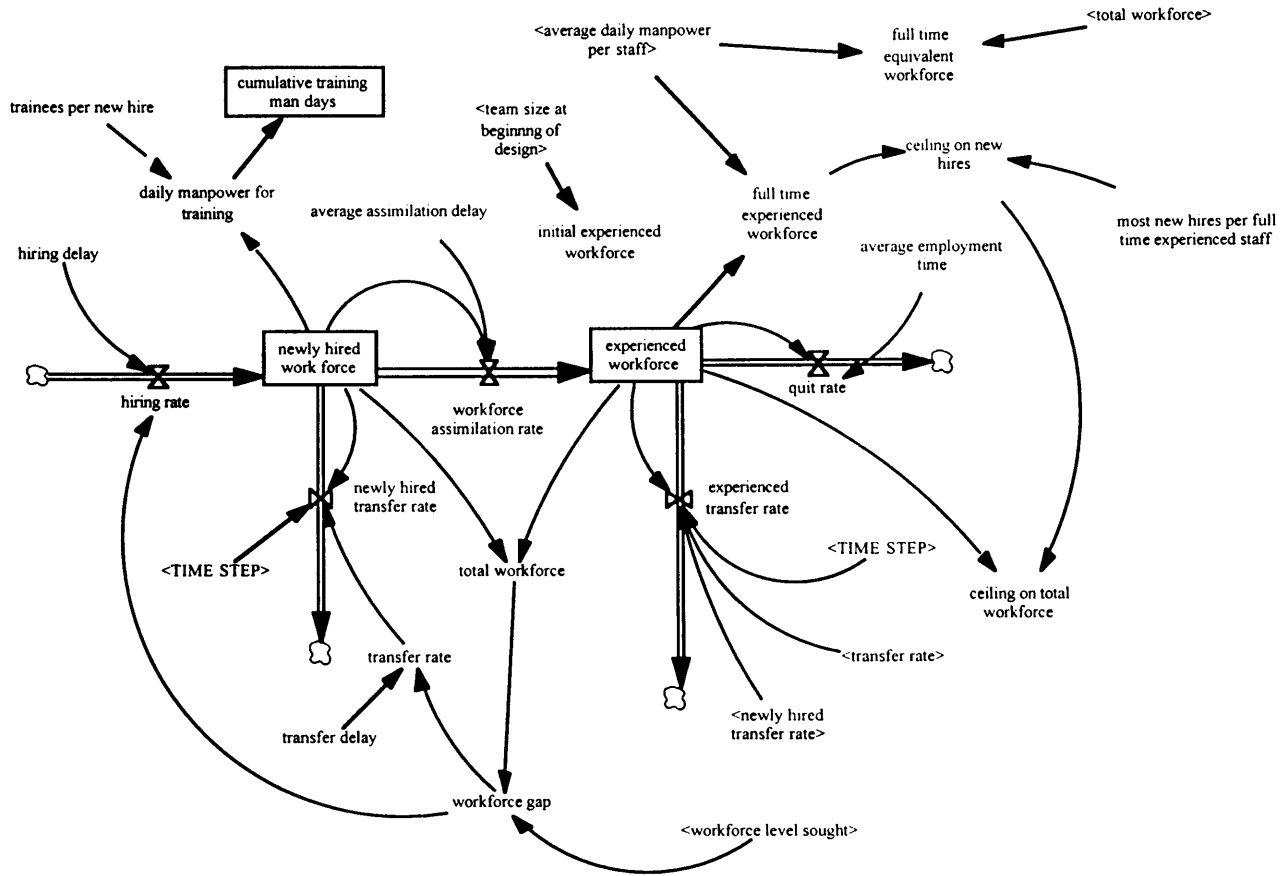 <average daily manpower
per staff>
<total workforce>
full time
equivalent
workforce
cumulative training
man days
trainees per new hire
<team size at
beginnng of
design>
ceiling on new
hires
daily manpower for
training
average assimilation delay
full time
experienced
workforce
initial experienced
workforce
most new hires per full
time experienced staff
hiring delay
average employment
time
newly hired
work force
experienced
workforce
hiring rate
workforce
assimilation rate
quit rate
newly hired
transfer rate
experienced
transfer rate
<TIME STEP>
total workforce
<TIME STEP>
ceiling on total
workforce
transfer rate
<transfer rate>
transfer delay
<newly hired
transfer rate>
workforce gap
<workforce level sought>